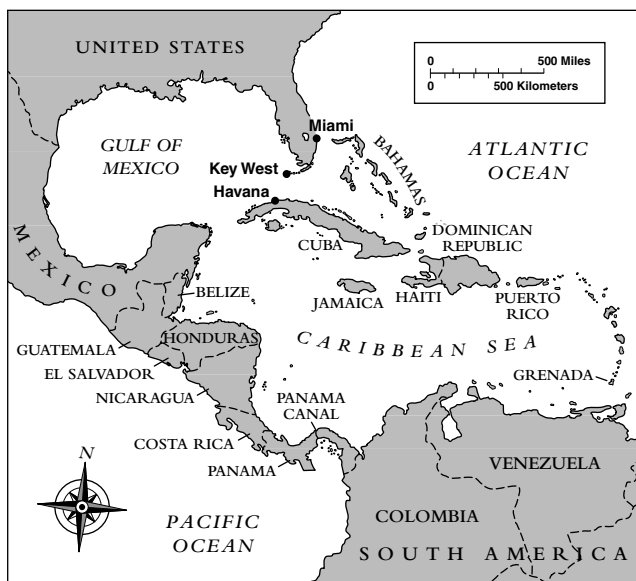 UNITED STATES
0 500 Miles
0 500 Kilometers
Miami
GULF OF
MEXICO
BAHAMAS
ATLANTIC
OCEAN
Key West
Havana
MEXICO
CUBA
DOMINICAN
REPUBLIC
BELIZE
JAMAICA
HAITI
PUERTO
RICO
GUATEMALA
HONDURAS
CARIBBEAN SEA
EL SALVADOR
GRENADA
NICARAGUA
PANAMA
CANAL
COSTA RICA
PANAMA
N
VENEZUELA
PACIFIC
OCEAN
COLOMBIA
SOUTH AMERICA